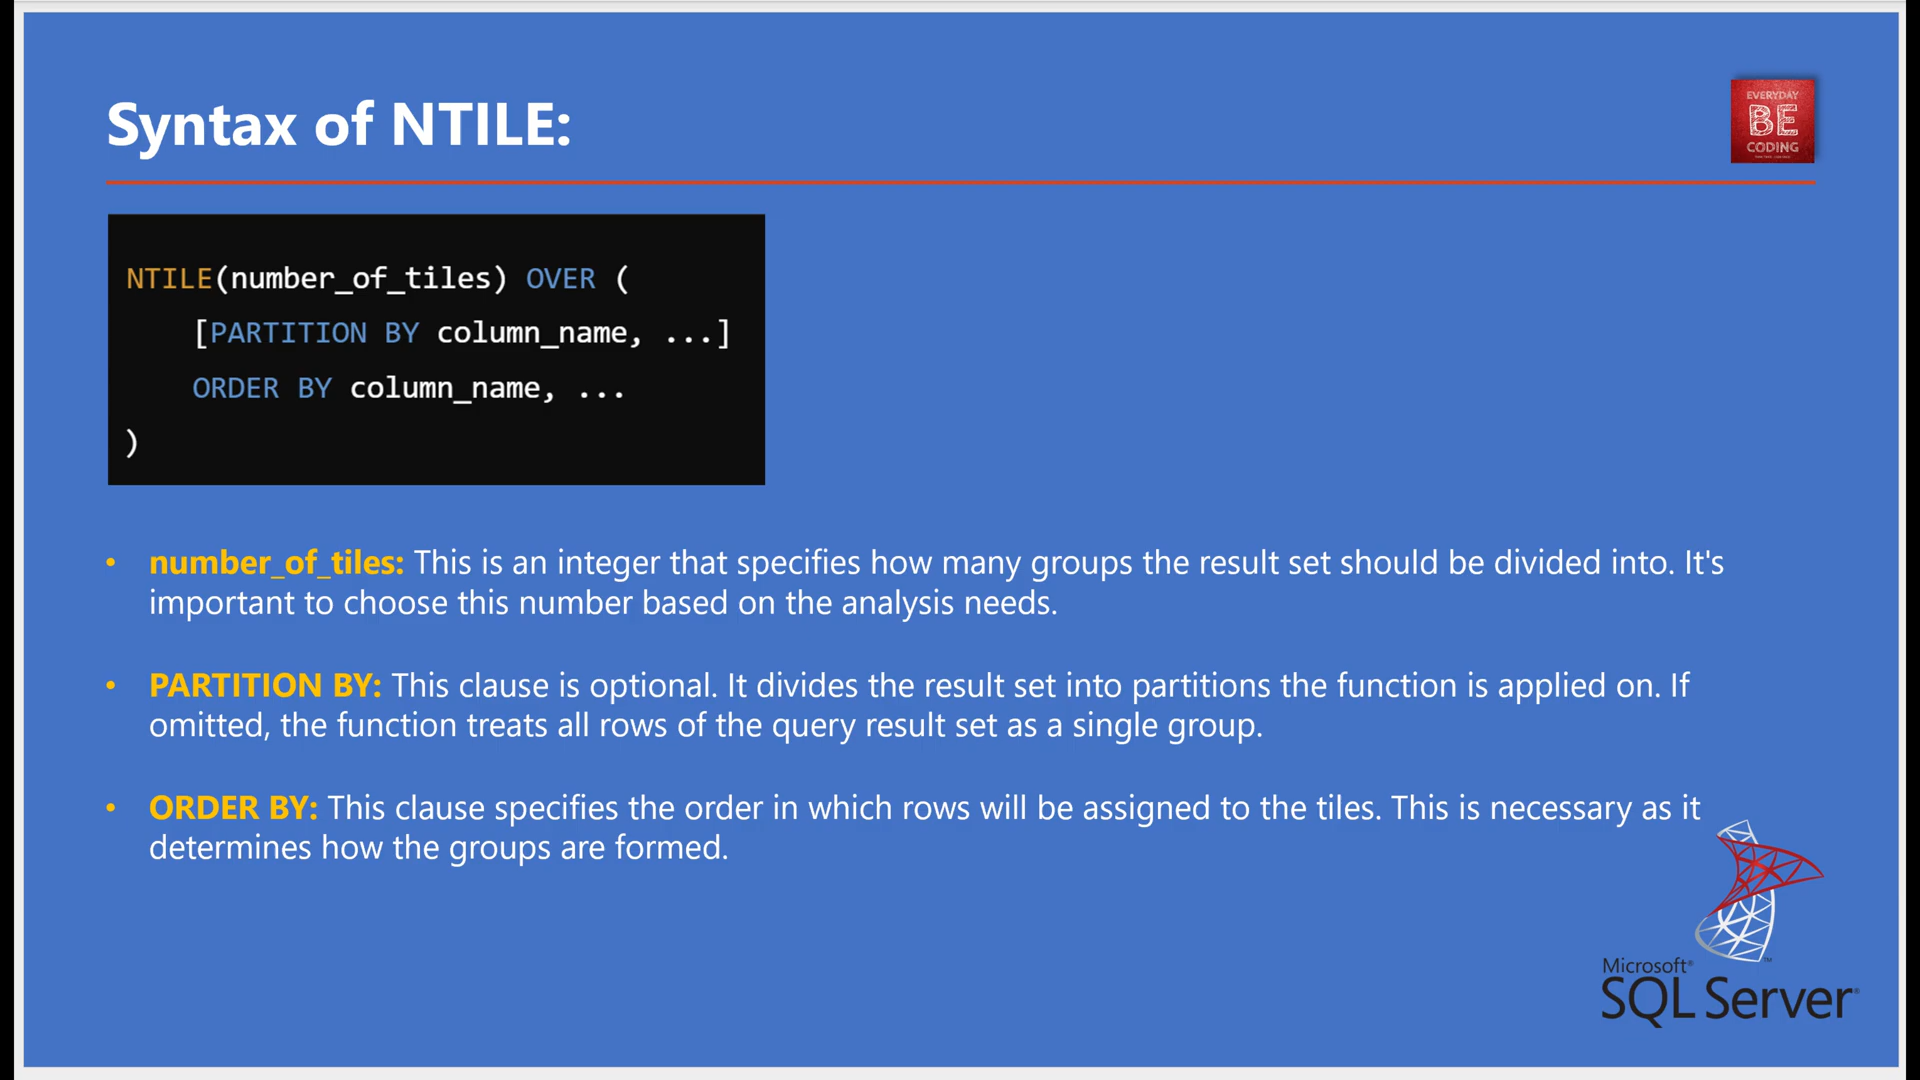 Syntax of NTILE:
EVERYDAY
BE
CODING
NTILE(number_of_tiles) OVER (
[PARTITION BY column_name, ...]
ORDER BY column_name, ...
)
• number_of_tiles: This is an integer that specifies how many groups the result set should be divided into. It's
important to choose this number based on the analysis needs.
• PARTITION BY: This clause is optional. It divides the result set into partitions the function is applied on. If
omitted, the function treats all rows of the query result set as a single group.
• ORDER BY: This clause specifies the order in which rows will be assigned to the tiles. This is necessary as it
determines how the groups are formed.
Microsoft®
SQL Server®